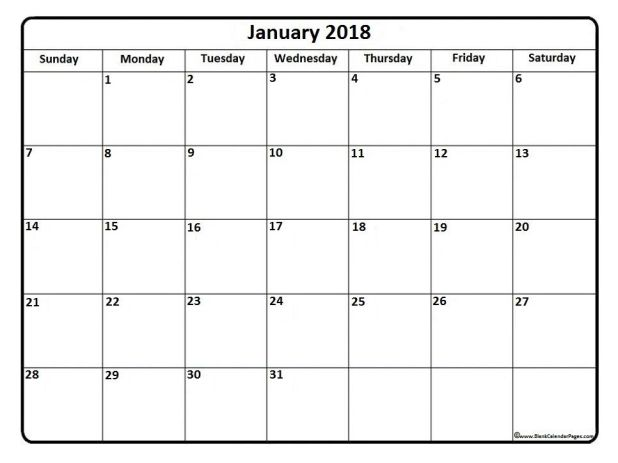 January 2018
Sunday Monday Tuesday Wednesday Thursday Friday Saturday
1 2 3 4 5 6
7 8 9 10 11 12 13
14 15 16 17 18 19 20
21 22 23 24 25 26 27
28 29 30 31
©www.BlankCalenderPages.com